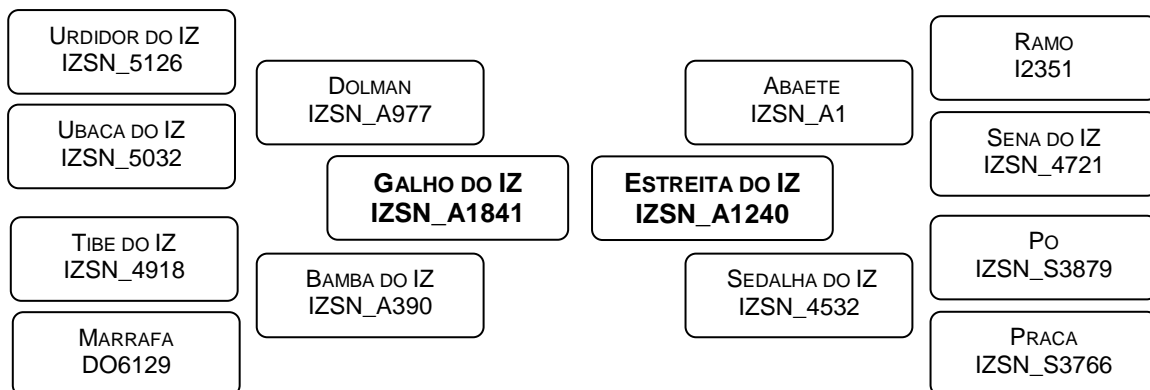 URDIDOR DO IZ
IZSN_5126
UBACA DO IZ
IZSN_5032
DOLMAN
IZSN_A977
GALHO DO IZ
IZSN_A1841
TIBE DO IZ
IZSN_4918
MARRAFA
DO6129
BAMBA DO IZ
IZSN_A390
RAMO
I2351
ABAETE
IZSN_A1
SENA DO IZ
IZSN_4721
ESTREITA DO IZ
IZSN_A1240
PO
IZSN_S3879
SEDALHA DO IZ
IZSN_4532
PRACA
IZSN_S3766